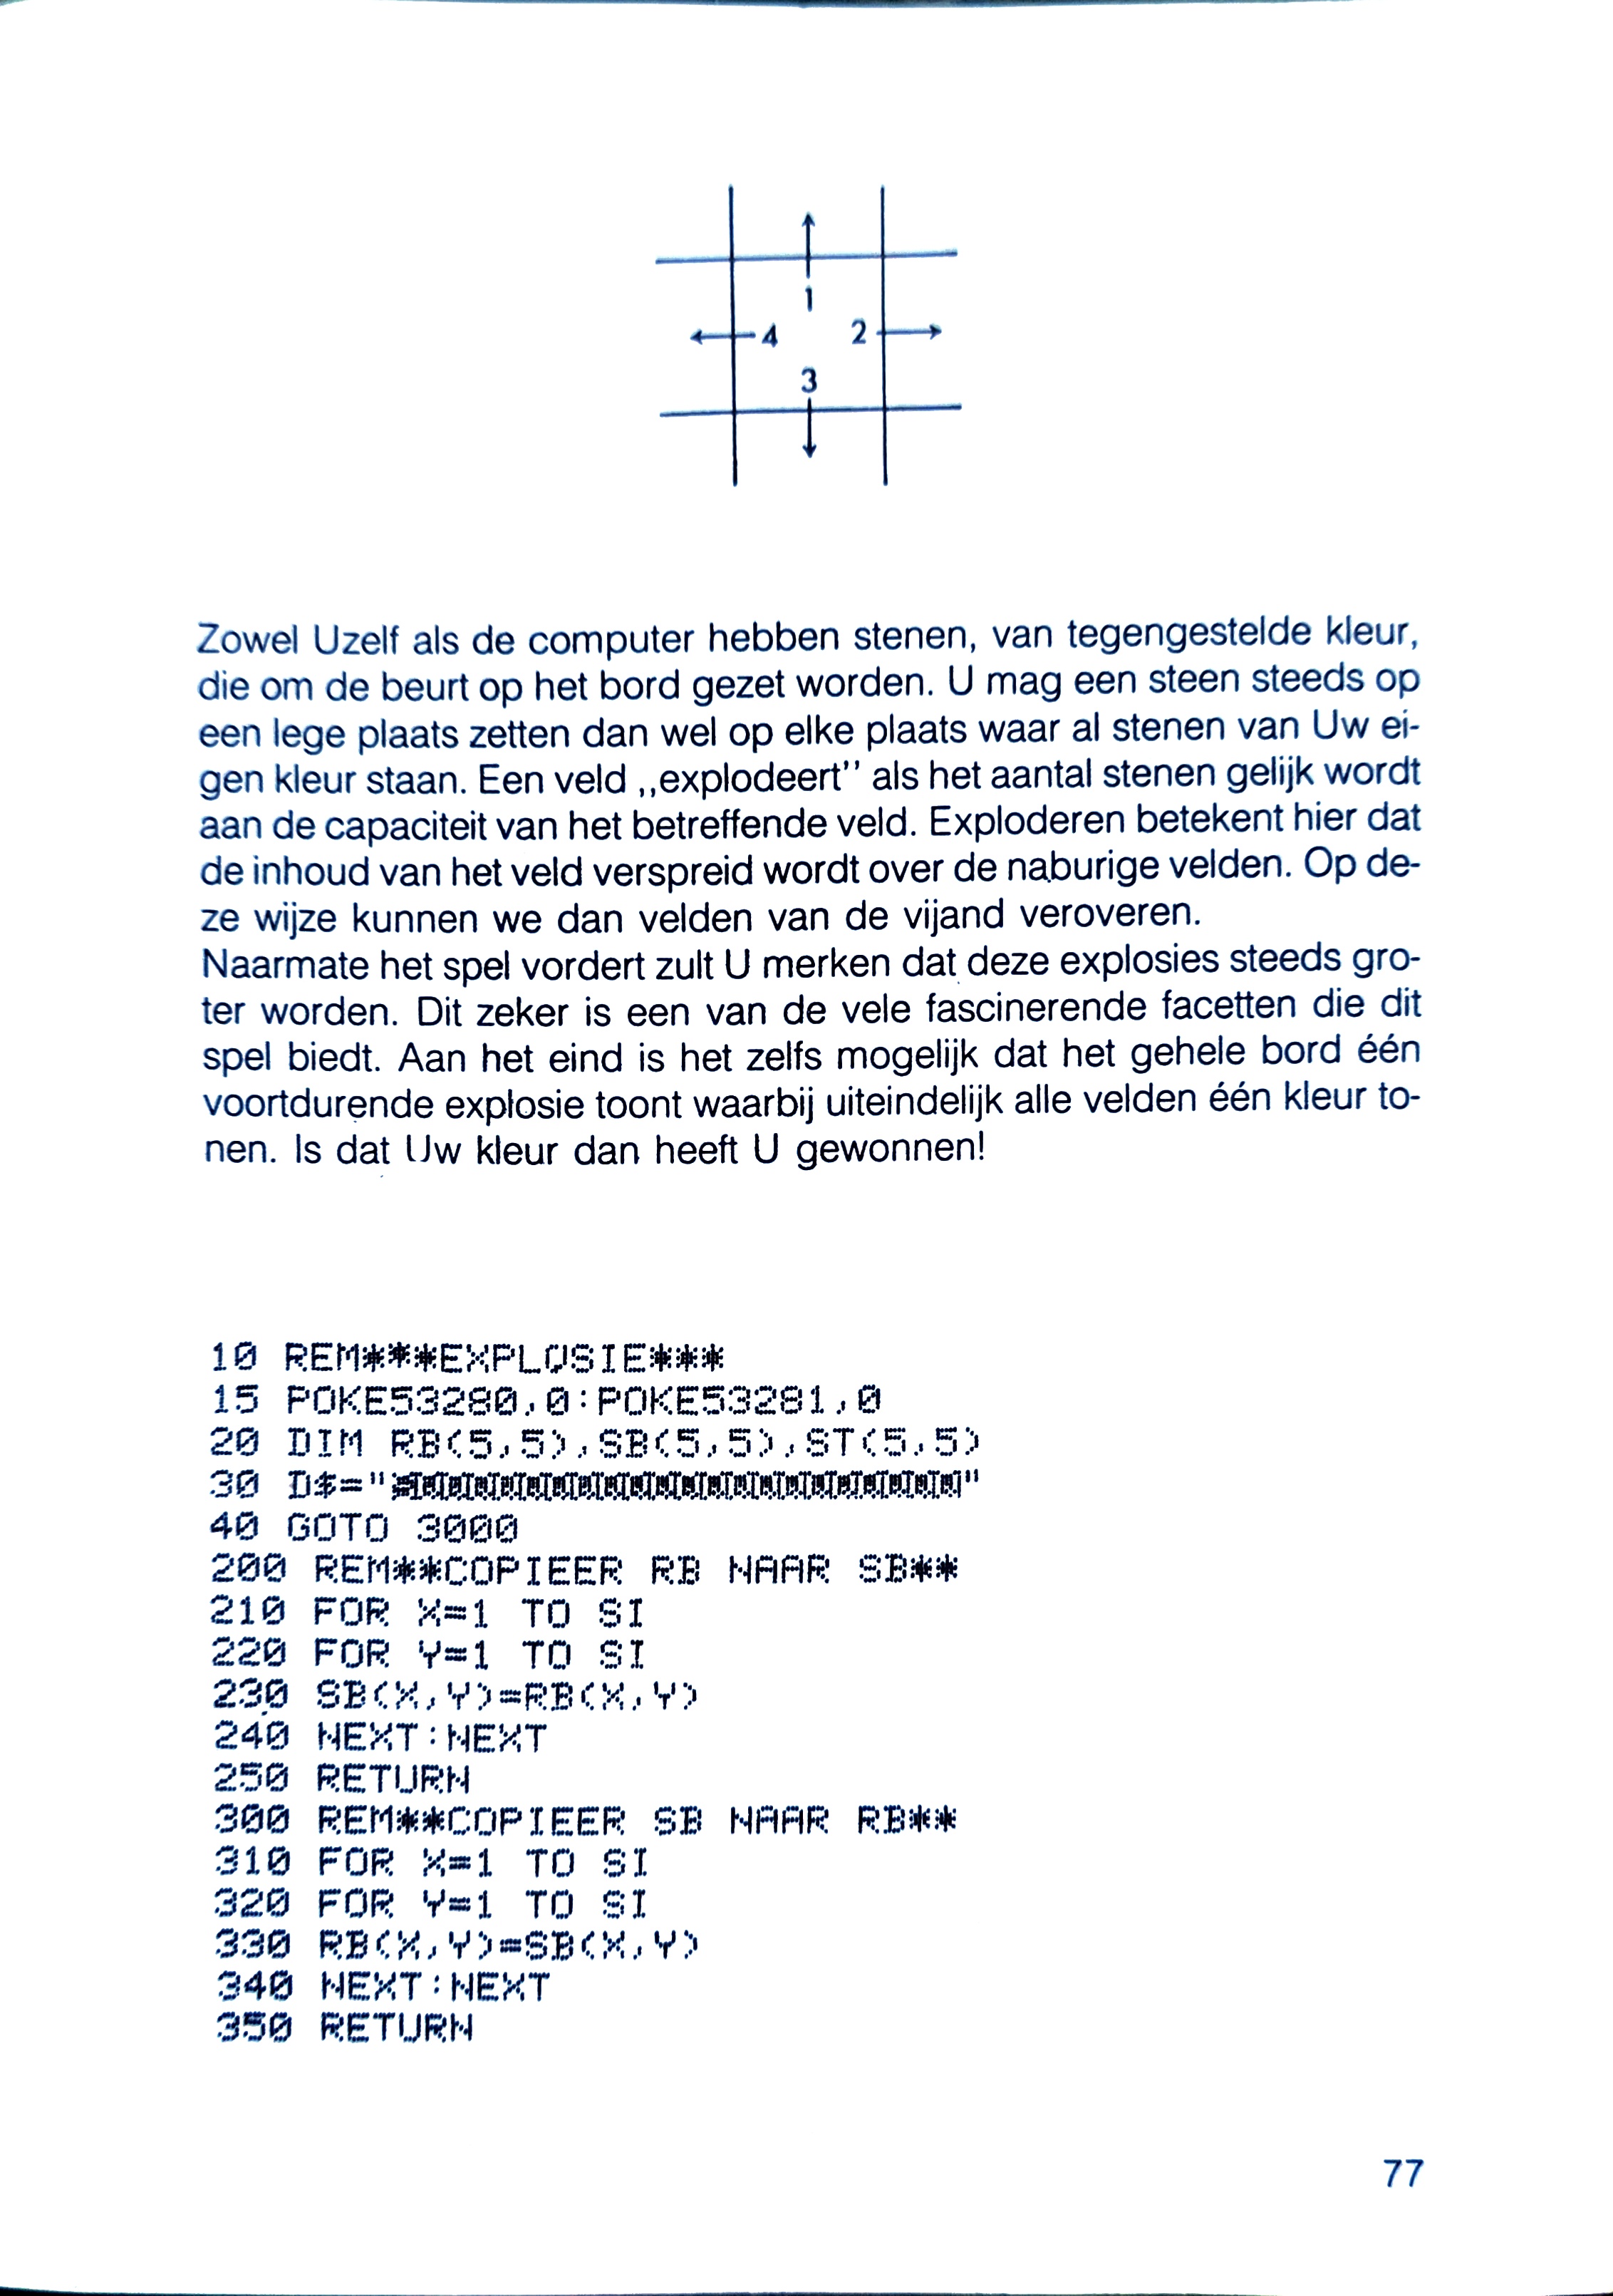 1
4 2
3
Zowel Uzelf als de computer hebben stenen, van tegengestelde kleur,
die om de beurt op het bord gezet worden. U mag een steen steeds op
een lege plaats zetten dan wel op elke plaats waar al stenen van Uw ei-
gen kleur staan. Een veld ,,explodeert'' als het aantal stenen gelijk wordt
aan de capaciteit van het betreffende veld. Exploderen betekent hier dat
de inhoud van het veld verspreid wordt over de naburige velden. Op de-
ze wijze kunnen we dan velden van de vijand veroveren.
Naarmate het spel vordert zult U merken dat deze explosies steeds gro-
ter worden. Dit zeker is een van de vele fascinerende facetten die dit
spel biedt. Aan het eind is het zelfs mogelijk dat het gehele bord één
voortdurende explosie toont waarbij uiteindelijk alle velden één kleur to-
nen. Is dat Uw kleur dan heeft U gewonnen!
10 REM***EXPLOSIE***
15 POKE53280,0:POKE53281,0
20 DIM RB(5,5),SB(5,5),ST(5,5)
30 D$=" "
40 GOTO 3000
200 REM**COPIEER RB NAAR SB**
210 FOR X=1 TO SI
220 FOR Y=1 TO SI
230 SB(X,Y)=RB(X,Y)
240 NEXT:NEXT
250 RETURN
300 REM**COPIEER SB NAAR RB**
310 FOR X=1 TO SI
320 FOR Y=1 TO SI
330 RB(X,Y)=SB(X,Y)
340 NEXT:NEXT
350 RETURN
77